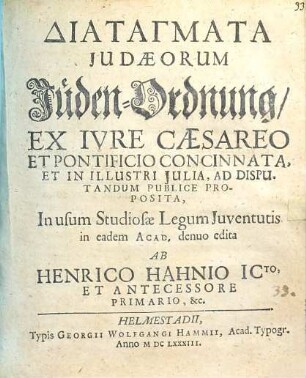 ΔΙΑΤΑΓΜΑΤΑ
JUDÆORUM
Jüden-Ordnung/
EX IVRE CÆSAREO
ET PONTIFICIO CONCINNATA,
ET IN ILLUSTRI JULIA, AD DISPU-
TANDUM PUBLICE PRO-
POSITA,
In usum Studiosæ Legum Juventutis
in eadem ACAD. denuo edita
AB
HENRICO HAHNIO ICTO,
ET ANTECESSORE
PRIMARIO, &c.
33.
HELMESTADII,
Typis GEORGII WOLFGANGI HAMMII, Acad. Typogr.
Anno M DC LXXXIII.